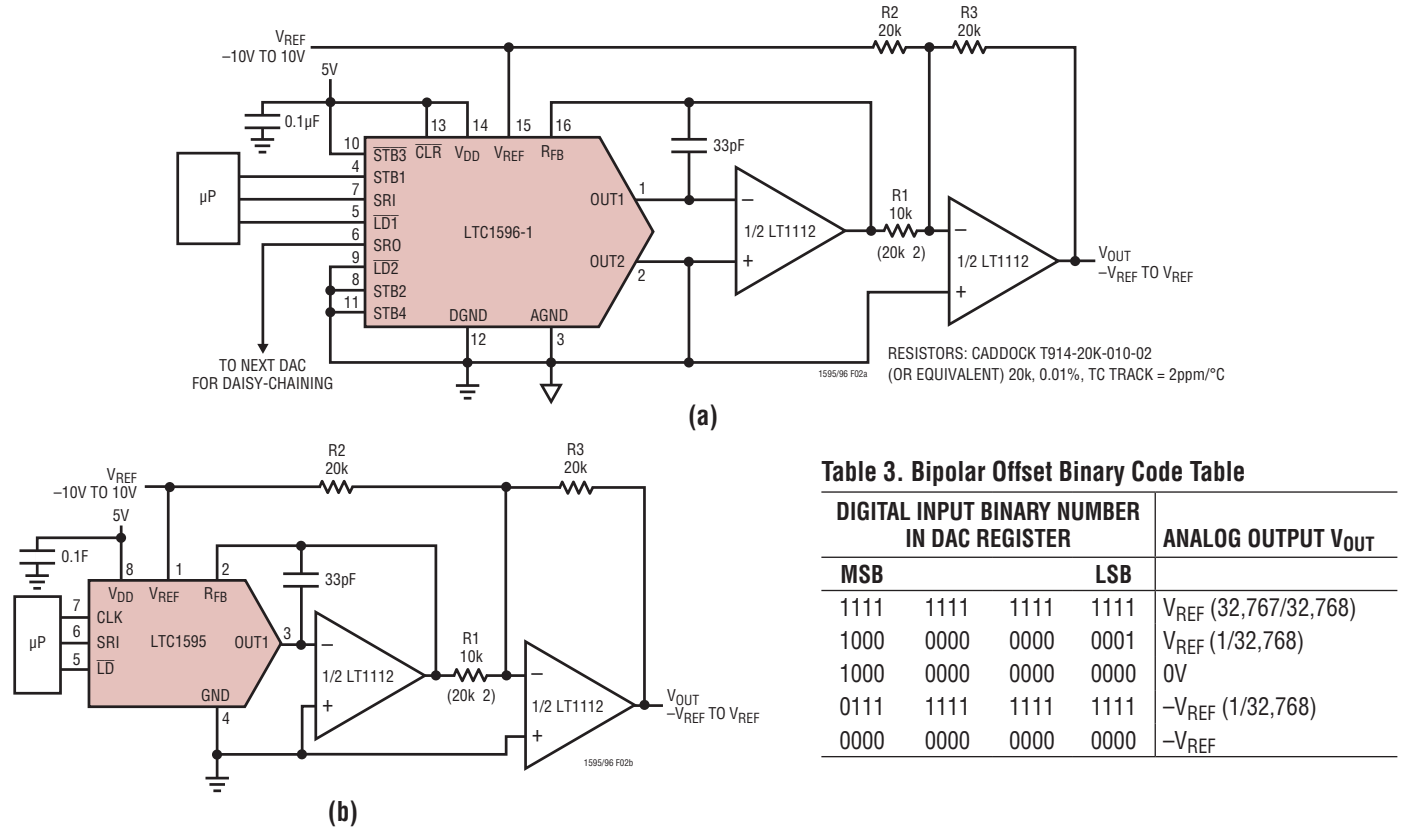 R2
20k
R3
20k
VREF
–10V TO 10V
5V
0.1µF
13
14
15
16
33pF
10
4
7
5
6
9
8
11
STB3
STB1
SRI
LD1
SRO
LD2
STB2
STB4
CLR
VDD
VREF
RFB
µP
LTC1596-1
OUT1
1
OUT2
2
DGND
AGND
12
3
–
1/2 LT1112
+
R1
10k
(20k 2)
–
1/2 LT1112
+
VOUT
–VREF TO VREF
TO NEXT DAC
FOR DAISY-CHAINING
1595/96 F02a
RESISTORS: CADDOCK T914-20K-010-02
(OR EQUIVALENT) 20k, 0.01%, TC TRACK = 2ppm/°C
(a)
R2
20k
R3
20k
VREF
–10V TO 10V
5V
0.1F
8
1
2
33pF
VDD
VREF
RFB
µP
7
6
5
CLK
SRI
LD
LTC1595
OUT1
3
GND
4
–
1/2 LT1112
+
R1
10k
(20k 2)
–
1/2 LT1112
+
VOUT
–VREF TO VREF
1595/96 F02b
(b)
Table 3. Bipolar Offset Binary Code Table
DIGITAL INPUT BINARY NUMBER
IN DAC REGISTER
ANALOG OUTPUT VOUT
MSB LSB
1111 1111 1111 1111 VREF (32,767/32,768)
1000 0000 0000 0001 VREF (1/32,768)
1000 0000 0000 0000 0V
0111 1111 1111 1111 –VREF (1/32,768)
0000 0000 0000 0000 –VREF